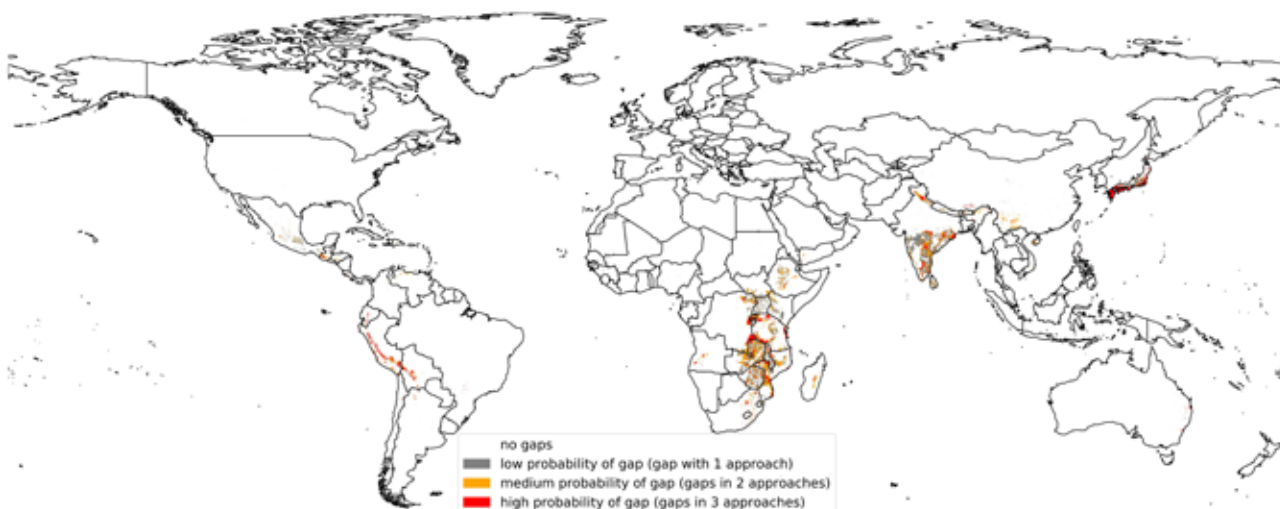 no gaps
low probability of gap (gap with 1 approach)
medium probability of gap (gaps in 2 approaches)
high probability of gap (gaps in 3 approaches)